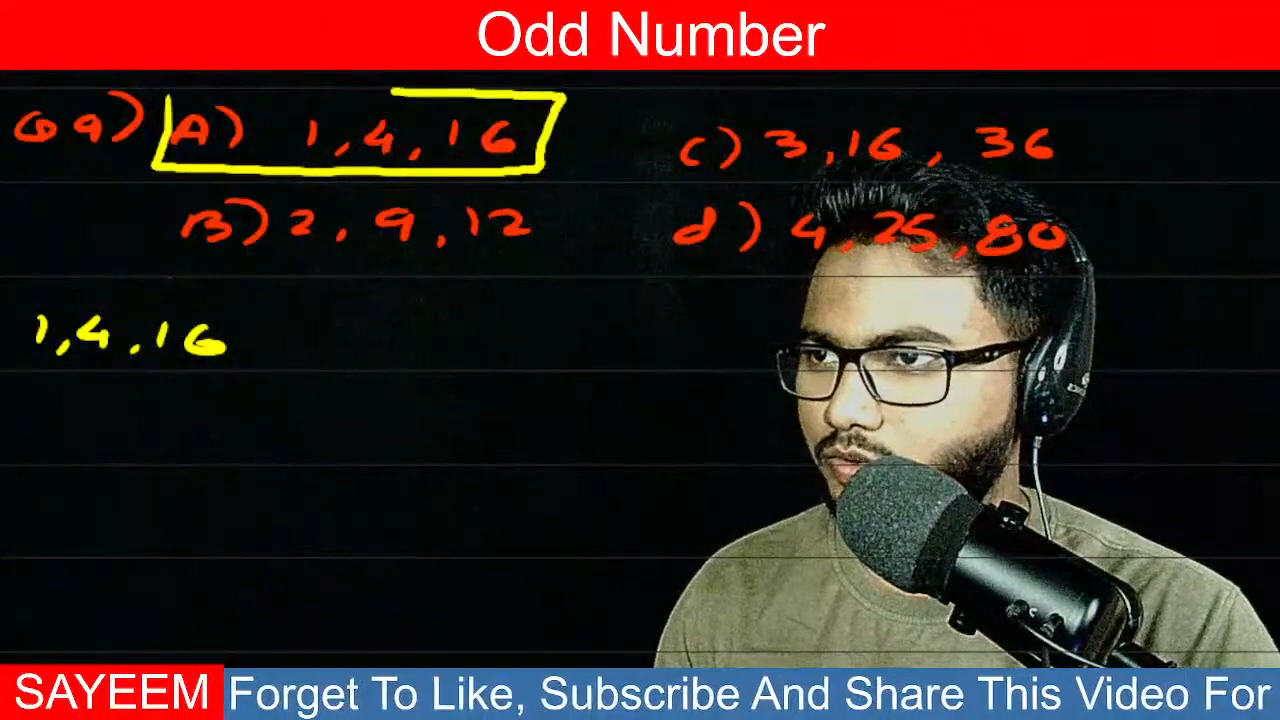 Odd Number
Q9) A) 1,4,16 C) 3,16,36
B) 2,9,12 d) 4,25,80
1,4,16
SAYEEM Forget To Like, Subscribe And Share This Video For